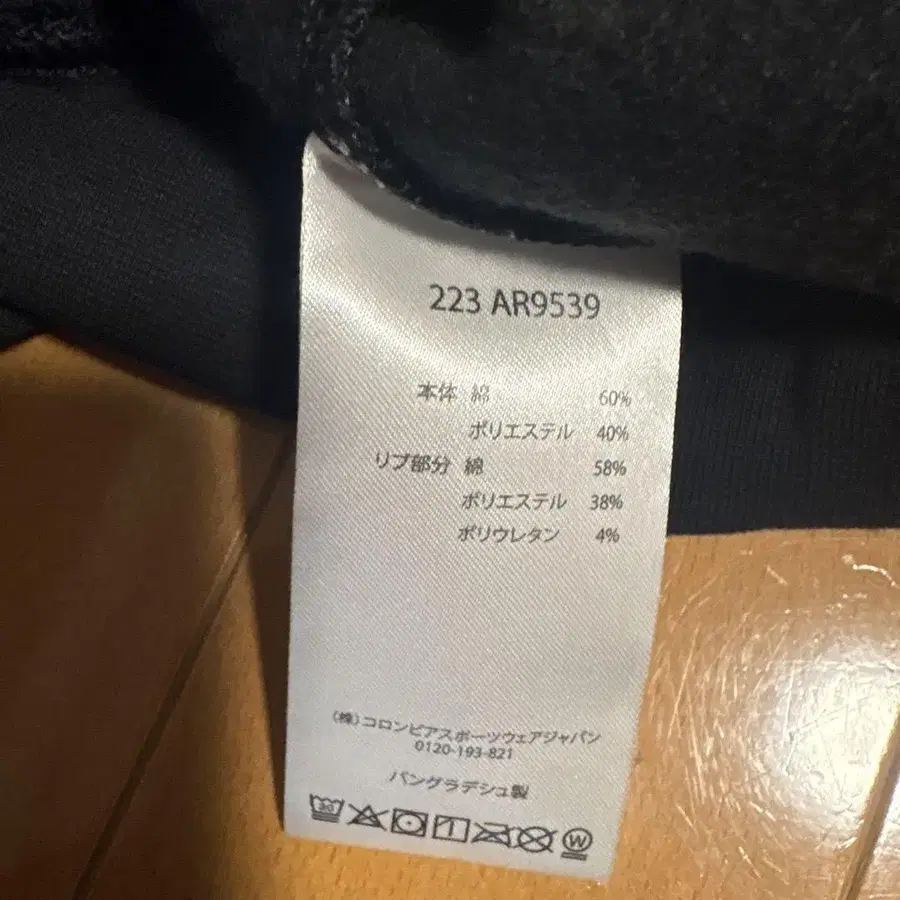 223 AR9539
本体 綿 60%
ポリエステル 40%
リブ部分 綿 58%
ポリエステル 38%
ポリウレタン 4%
(株)コロンビアスポーツウェアジャパン
0120-193-821
バングラデシュ製
30
W